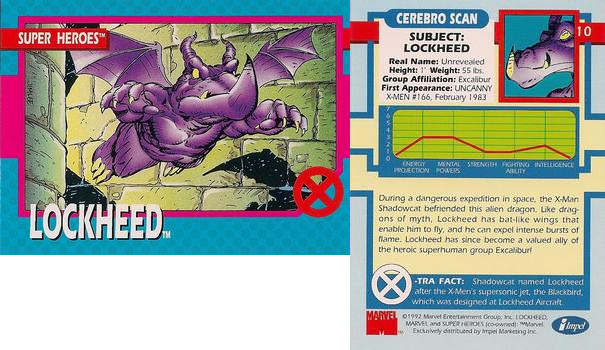 SUPER HEROES™
LOCKHEED™
CEREBRO SCAN
10
SUBJECT:
LOCKHEED
Real Name: Unrevealed
Height: 1' Weight: 55 lbs.
Group Affiliation: Excalibur
First Appearance: UNCANNY
X-MEN #166, February 1983
7
6
5
4
3
2
1
0
ENERGY
PROJECTION
MENTAL
POWERS
STRENGTH
FIGHTING
ABILITY
INTELLIGENCE
During a dangerous expedition in space, the X-Man
Shadowcat befriended this alien dragon. Like drag-
ons of myth, Lockheed has bat-like wings that
enable him to fly, and he can expel intense bursts of
flame. Lockheed has since become a valued ally of
the heroic superhuman group Excalibur!
X-TRA FACT: Shadowcat named Lockheed
after the X-Men's supersonic jet, the Blackbird,
which was designed at Lockheed Aircraft.
MARVEL
©1992 Marvel Entertainment Group, Inc. LOCKHEED,
MARVEL and SUPER HEROES (co-owned): ™Marvel.
Exclusively distributed by Impel Marketing Inc.
Impel